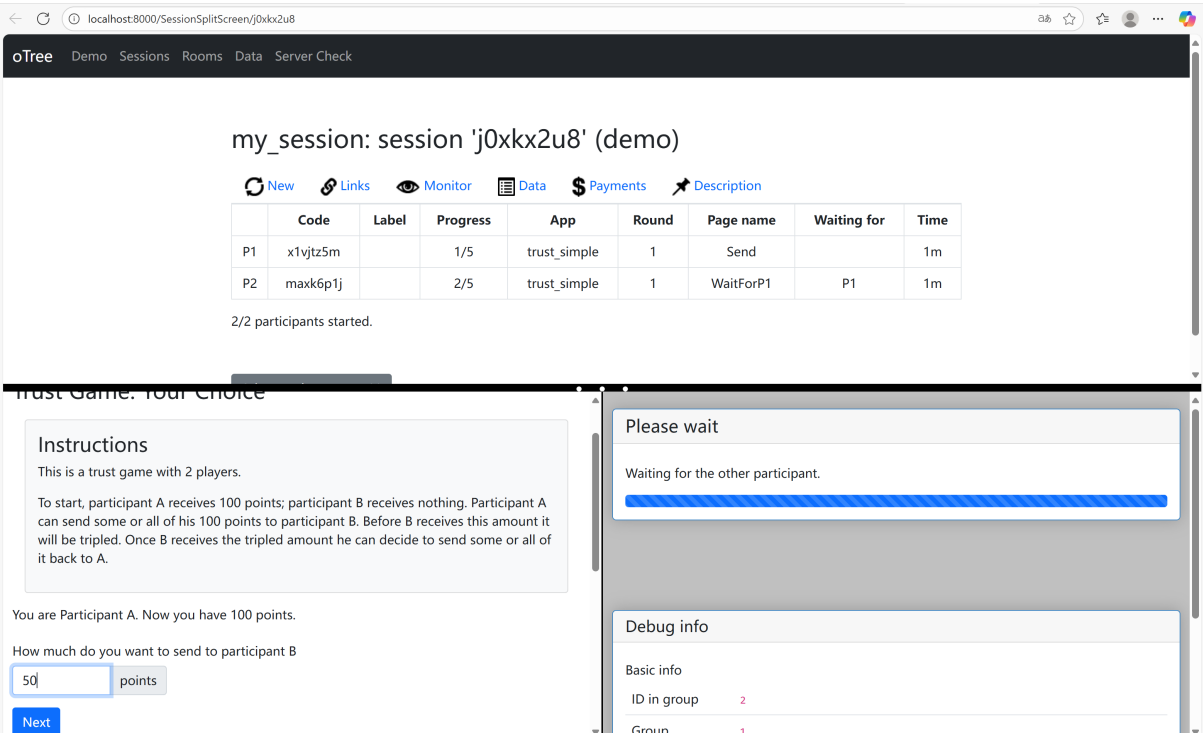 localhost:8000/SessionSplitScreen/j0xkx2u8
oTree Demo Sessions Rooms Data Server Check
my_session: session 'j0xkx2u8' (demo)
New Links Monitor Data Payments Description
Code Label Progress App Round Page name Waiting for Time
P1 x1vjtz5m 1/5 trust_simple 1 Send 1m
P2 maxk6p1j 2/5 trust_simple 1 WaitForP1 P1 1m
2/2 participants started.
Trust Game: Your Choice
Instructions
This is a trust game with 2 players.
To start, participant A receives 100 points; participant B receives nothing. Participant A
can send some or all of his 100 points to participant B. Before B receives this amount it
will be tripled. Once B receives the tripled amount he can decide to send some or all of
it back to A.
You are Participant A. Now you have 100 points.
How much do you want to send to participant B
50 points
Next
Please wait
Waiting for the other participant.
Debug info
Basic info
ID in group 2
Group 1